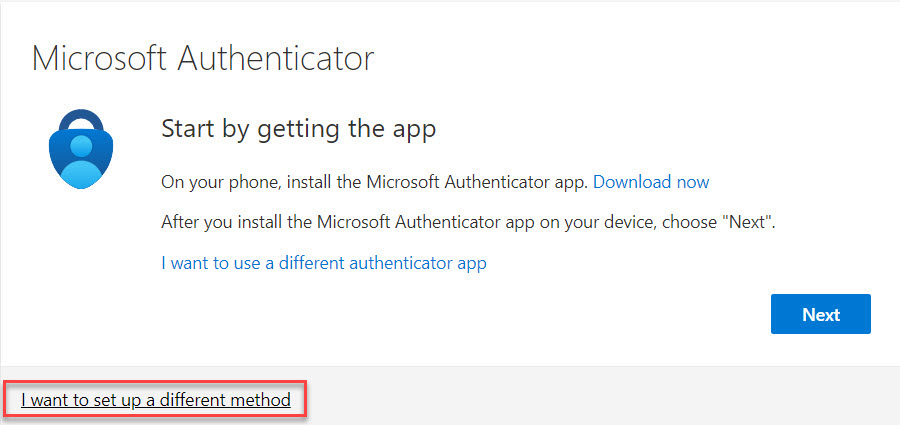 Microsoft Authenticator
Start by getting the app
On your phone, install the Microsoft Authenticator app. Download now
After you install the Microsoft Authenticator app on your device, choose "Next".
I want to use a different authenticator app
Next
I want to set up a different method